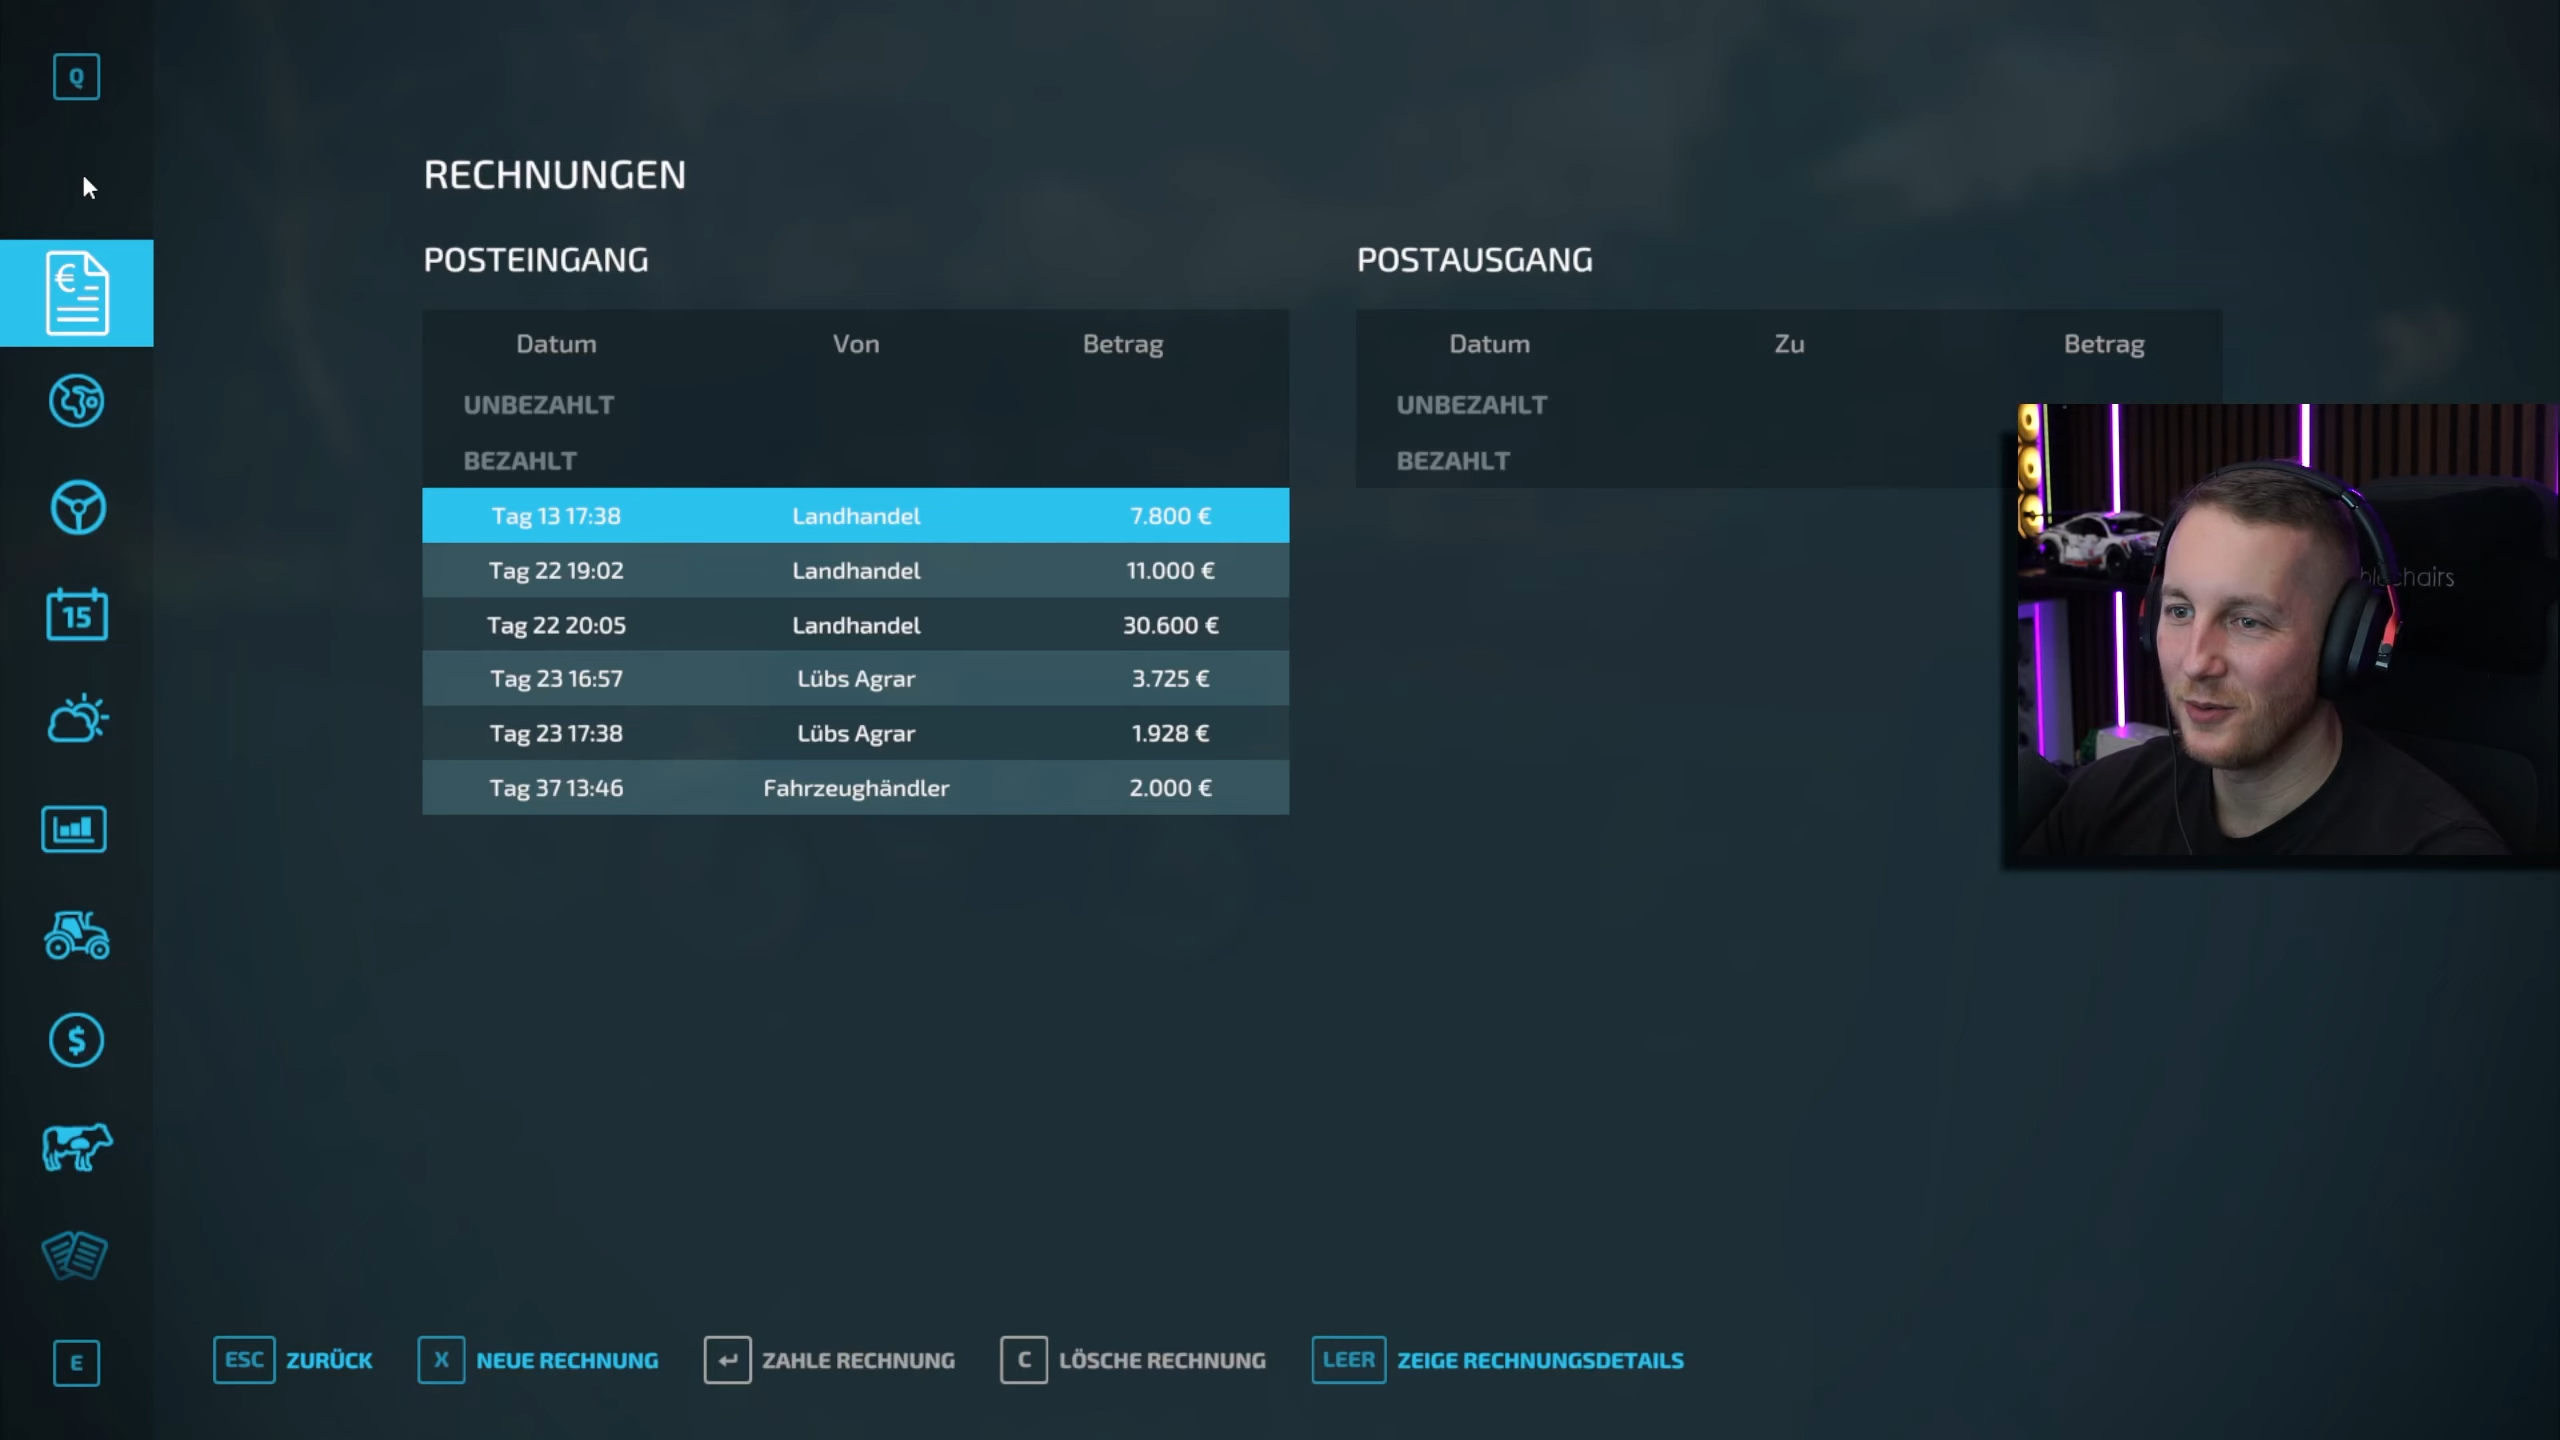 Q
RECHNUNGEN
POSTEINGANG
Datum Von Betrag
UNBEZAHLT
BEZAHLT
Tag 13 17:38 Landhandel 7.800 €
Tag 22 19:02 Landhandel 11.000 €
Tag 22 20:05 Landhandel 30.600 €
Tag 23 16:57 Lübs Agrar 3.725 €
Tag 23 17:38 Lübs Agrar 1.928 €
Tag 37 13:46 Fahrzeughändler 2.000 €
POSTAUSGANG
Datum Zu Betrag
UNBEZAHLT
BEZAHLT
€
15
$
E
ESC ZURÜCK X NEUE RECHNUNG ↵ ZAHLE RECHNUNG C LÖSCHE RECHNUNG LEER ZEIGE RECHNUNGSDETAILS